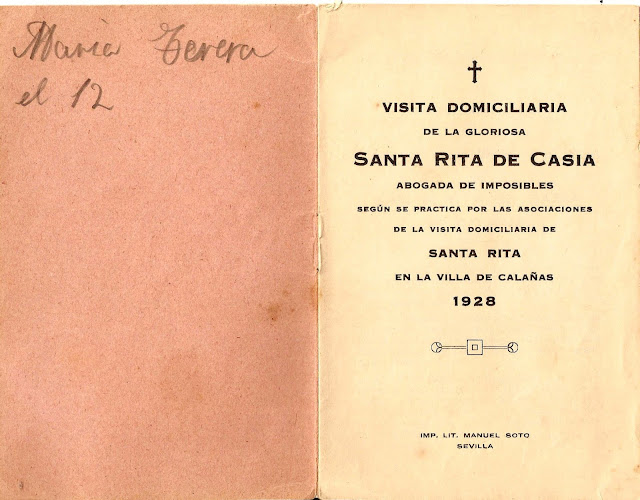 María Terera
el 12
VISITA DOMICILIARIA
DE LA GLORIOSA
SANTA RITA DE CASIA
ABOGADA DE IMPOSIBLES
SEGÚN SE PRACTICA POR LAS ASOCIACIONES
DE LA VISITA DOMICILIARIA DE
SANTA RITA
EN LA VILLA DE CALAÑAS
1928
IMP. LIT. MANUEL SOTO
SEVILLA